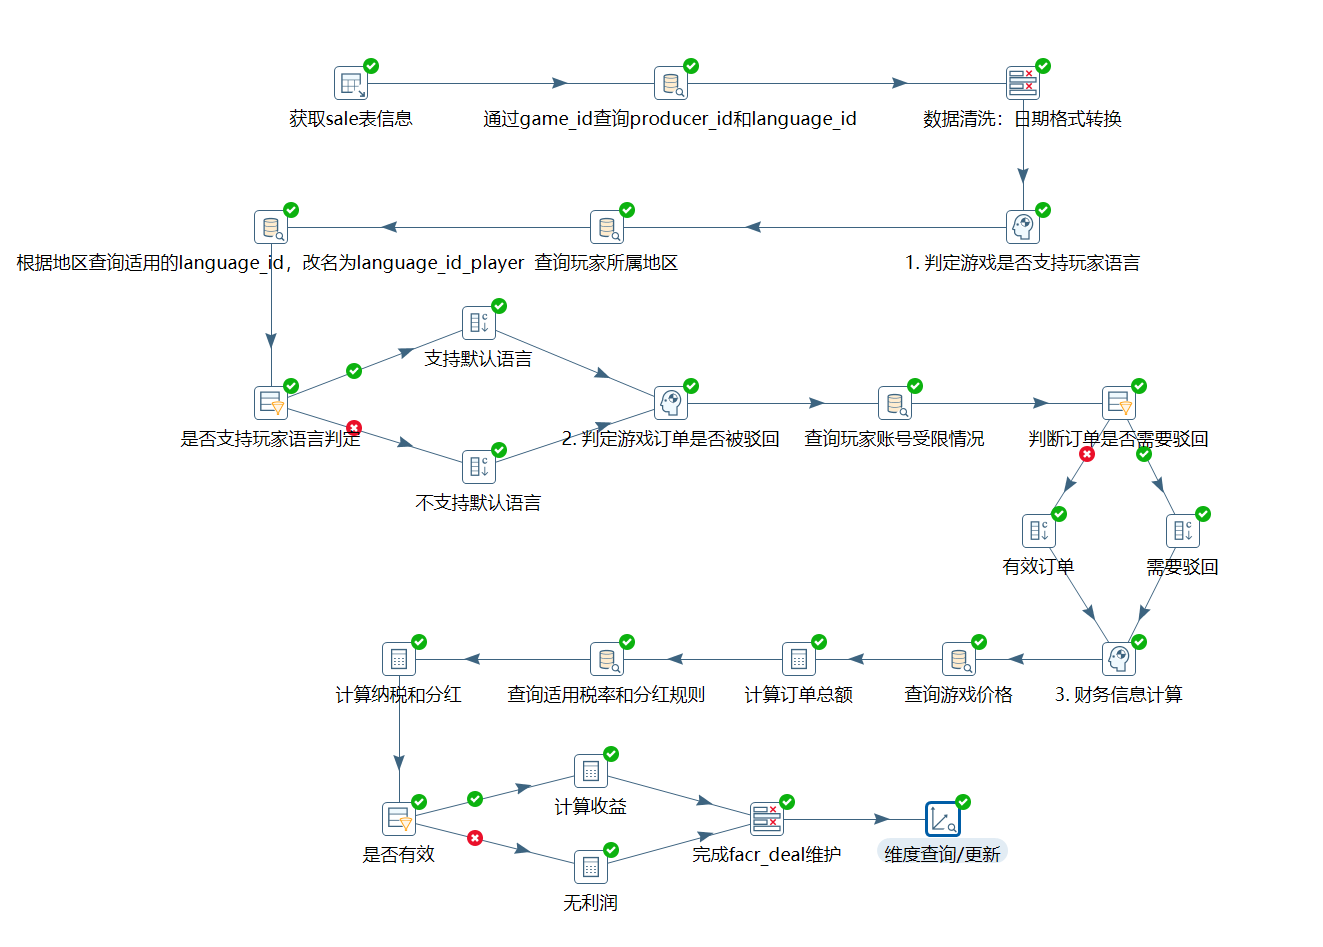 获取sale表信息
通过game_id查询producer_id和language_id
数据清洗：日期格式转换
根据地区查询适用的language_id，改名为language_id_player
查询玩家所属地区
1. 判定游戏是否支持玩家语言
支持默认语言
是否支持玩家语言判定
2. 判定游戏订单是否被驳回
查询玩家账号受限情况
判断订单是否需要驳回
不支持默认语言
有效订单
需要驳回
计算纳税和分红
查询适用税率和分红规则
计算订单总额
查询游戏价格
3. 财务信息计算
计算收益
是否有效
完成facr_deal维护
维度查询/更新
无利润